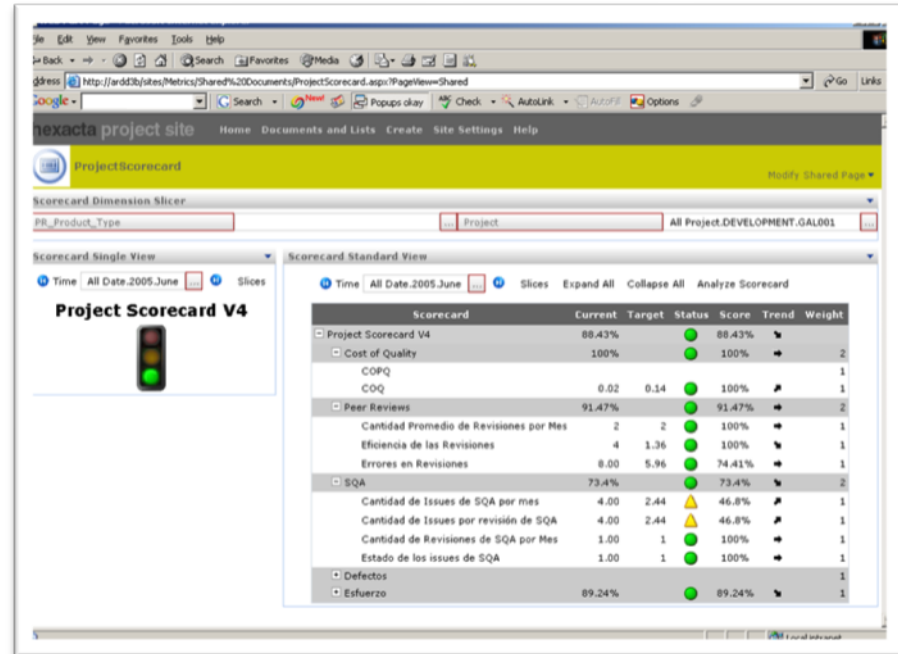 File Edit View Favorites Tools Help
Back Search Favorites Media
Address http://ardd3b/sites/Metrics/Shared%20Documents/ProjectScorecard.aspx?PageView=Shared Go Links
Google Search New! Popups okay Check AutoLink AutoFill Options
hexacta project site Home Documents and Lists Create Site Settings Help
ProjectScorecard
Modify Shared Page
Scorecard Dimension Slicer
PR_Product_Type ... Project All Project.DEVELOPMENT.GAL001 ...
Scorecard Single View Scorecard Standard View
Time All Date.2005.June ... Slices Time All Date.2005.June ... Slices Expand All Collapse All Analyze Scorecard
Project Scorecard V4
Scorecard Current Target Status Score Trend Weight
Project Scorecard V4 88.43% 88.43%
Cost of Quality 100% 100% 2
COPQ 1
COQ 0.02 0.14 100% 1
Peer Reviews 91.47% 91.47% 2
Cantidad Promedio de Revisiones por Mes 2 2 100% 1
Eficiencia de las Revisiones 4 1.36 100% 1
Errores en Revisiones 8.00 5.96 74.41% 1
SQA 73.4% 73.4% 2
Cantidad de Issues de SQA por mes 4.00 2.44 46.8% 1
Cantidad de Issues por revisión de SQA 4.00 2.44 46.8% 1
Cantidad de Revisiones de SQA por Mes 1.00 1 100% 1
Estado de los issues de SQA 1.00 1 100% 1
Defectos 1
Esfuerzo 89.24% 89.24% 1
Local intranet